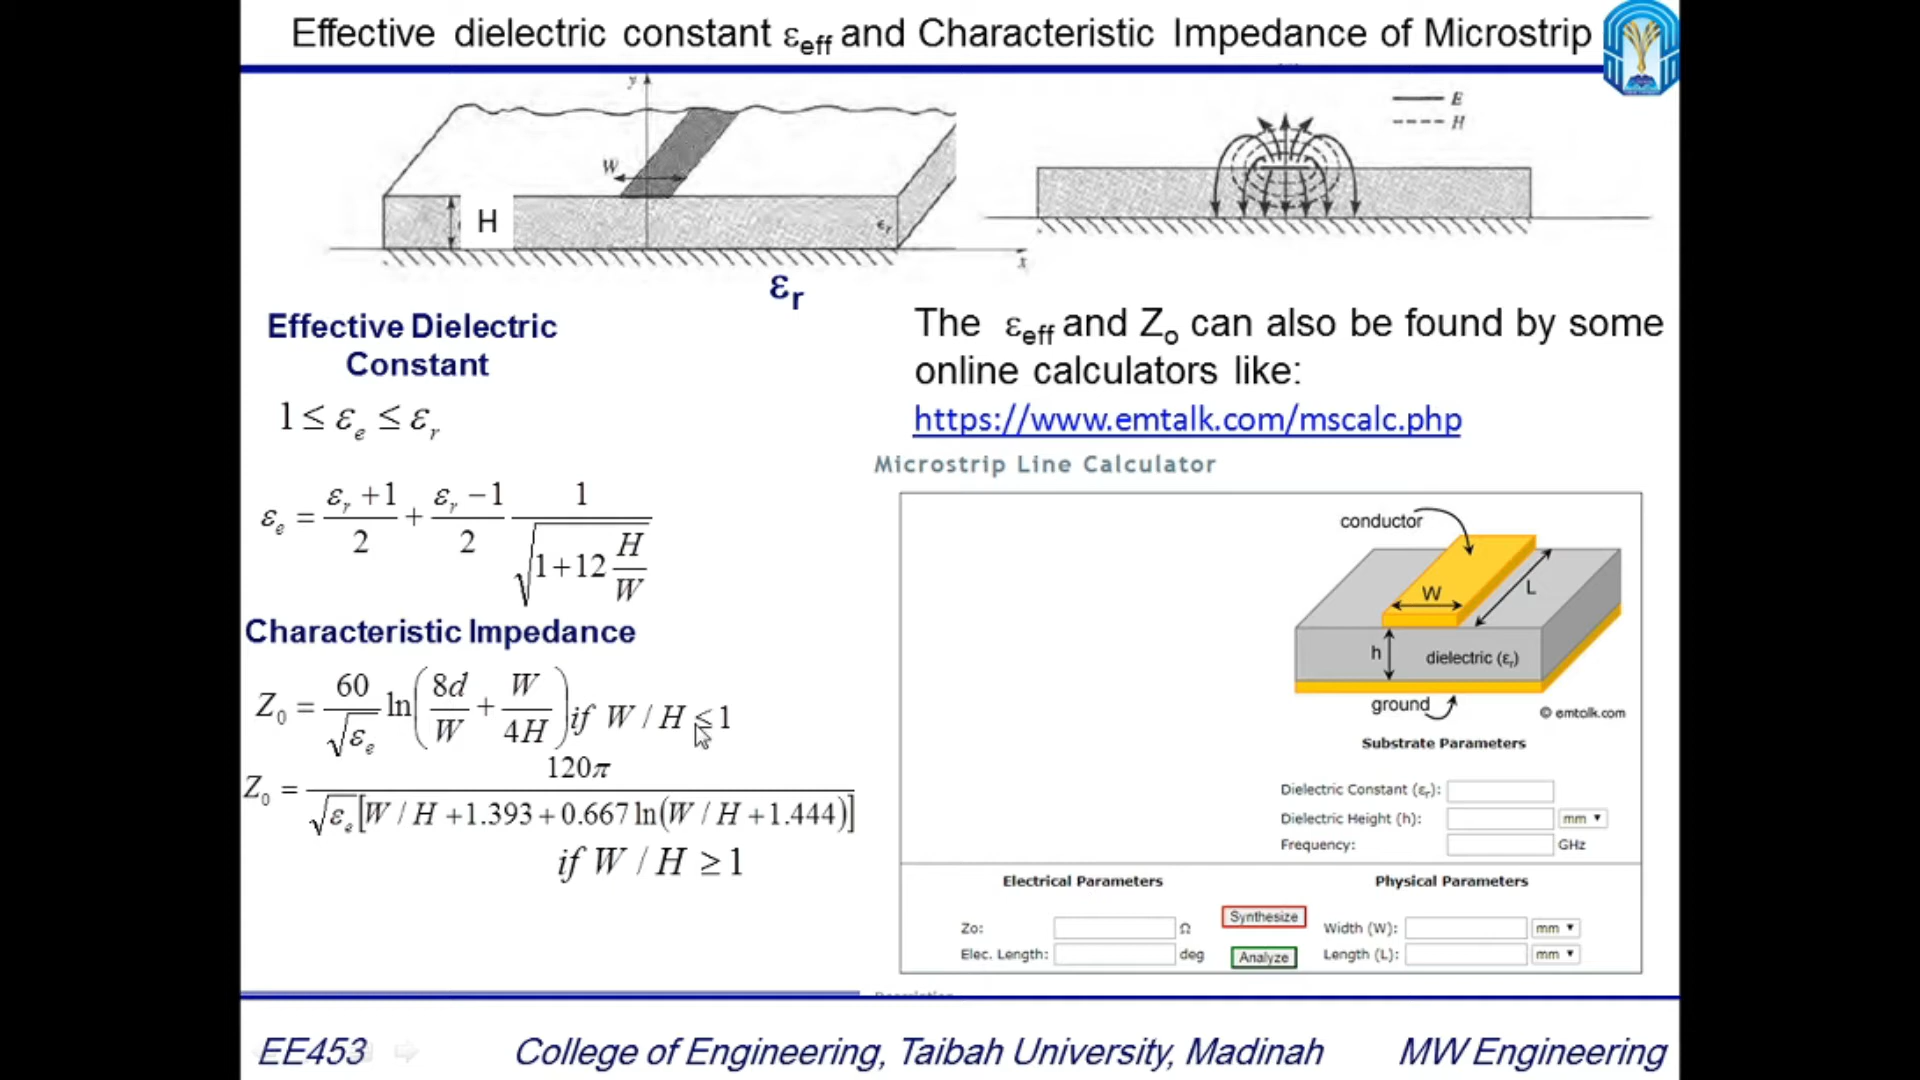 Effective dielectric constant εeff and Characteristic Impedance of Microstrip
y
W
H
εr
x
εr
E
H
Effective Dielectric
Constant
1 ≤ εe ≤ εr
εe = (εr + 1)/2 + (εr − 1)/2 1/√(1+12 H/W)
Characteristic Impedance
Z0 = 60/√εe ln(8d/W + W/4H) if W / H ≤ 1
Z0 = 120π / √εe[W / H +1.393 + 0.667 ln(W / H +1.444)]
if W / H ≥ 1
The εeff and Zo can also be found by some
online calculators like:
https://www.emtalk.com/mscalc.php
Microstrip Line Calculator
conductor
W
L
h
dielectric (εr)
ground
© emtalk.com
Substrate Parameters
Dielectric Constant (εr):
Dielectric Height (h): mm
Frequency: GHz
Electrical Parameters
Physical Parameters
Zo: Ω
Synthesize
Width (W): mm
Elec. Length: deg
Analyze
Length (L): mm
EE453
College of Engineering, Taibah University, Madinah
MW Engineering